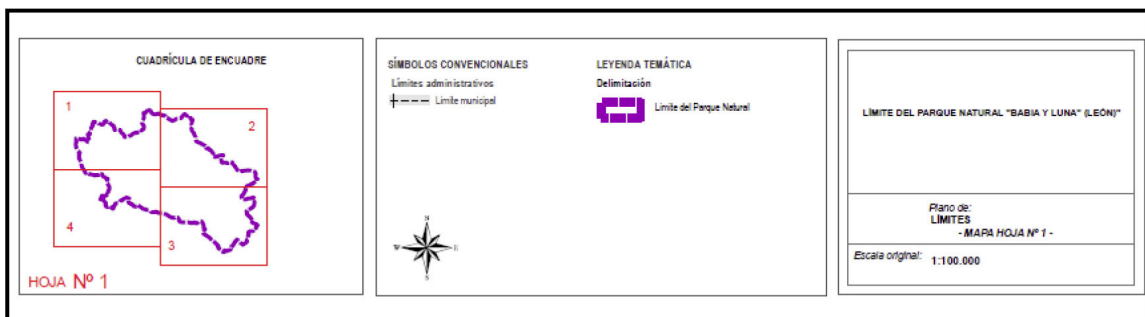 CUADRÍCULA DE ENCUADRE
1
2
4
3
HOJA Nº 1
SÍMBOLOS CONVENCIONALES
Límites administrativos
Límite municipal
LEYENDA TEMÁTICA
Delimitación
Límite del Parque Natural
S
W
E
S
LÍMITE DEL PARQUE NATURAL "BABIA Y LUNA" (LEÓN)"
Plano de:
LÍMITES
- MAPA HOJA Nº 1 -
Escala original: 1:100.000